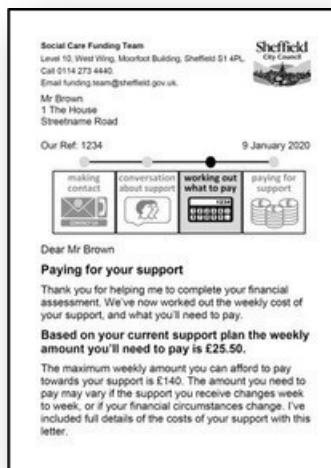 Social Care Funding Team
Level 10, West Wing, Moorfoot Building, Sheffield S1 4PL.
Call 0114 273 4440.
Email funding.team@sheffield.gov.uk.
Sheffield
City Council
Mr Brown
1 The House
Streetname Road
Our Ref: 1234
9 January 2020
making
contact
conversation
about support
working out
what to pay
paying for
support
CONTACT US
1234
Dear Mr Brown
Paying for your support
Thank you for helping me to complete your financial
assessment. We've now worked out the weekly cost of
your support, and what you'll need to pay.
Based on your current support plan the weekly
amount you'll need to pay is £25.50.
The maximum weekly amount you can afford to pay
towards your support is £140. The amount you need to
pay may vary if the support you receive changes week
to week, or if your financial circumstances change. I've
included full details of the costs of your support with this
letter.